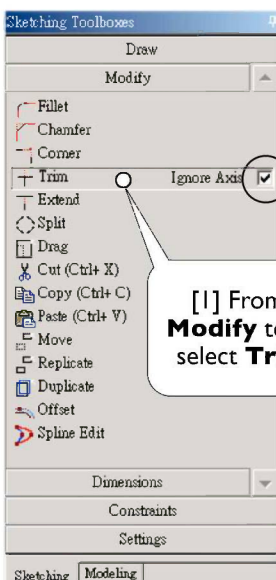 Sketching Toolboxes
Draw
Modify
Fillet
Chamfer
Corner
Trim Ignore Axis
Extend
Split
Drag
Cut (Ctrl+ X)
Copy (Ctrl+ C)
Paste (Ctrl+ V)
Move
Replicate
Duplicate
Offset
Spline Edit
[1] From
Modify to
select Tr
Dimensions
Constraints
Settings
Sketching Modeling